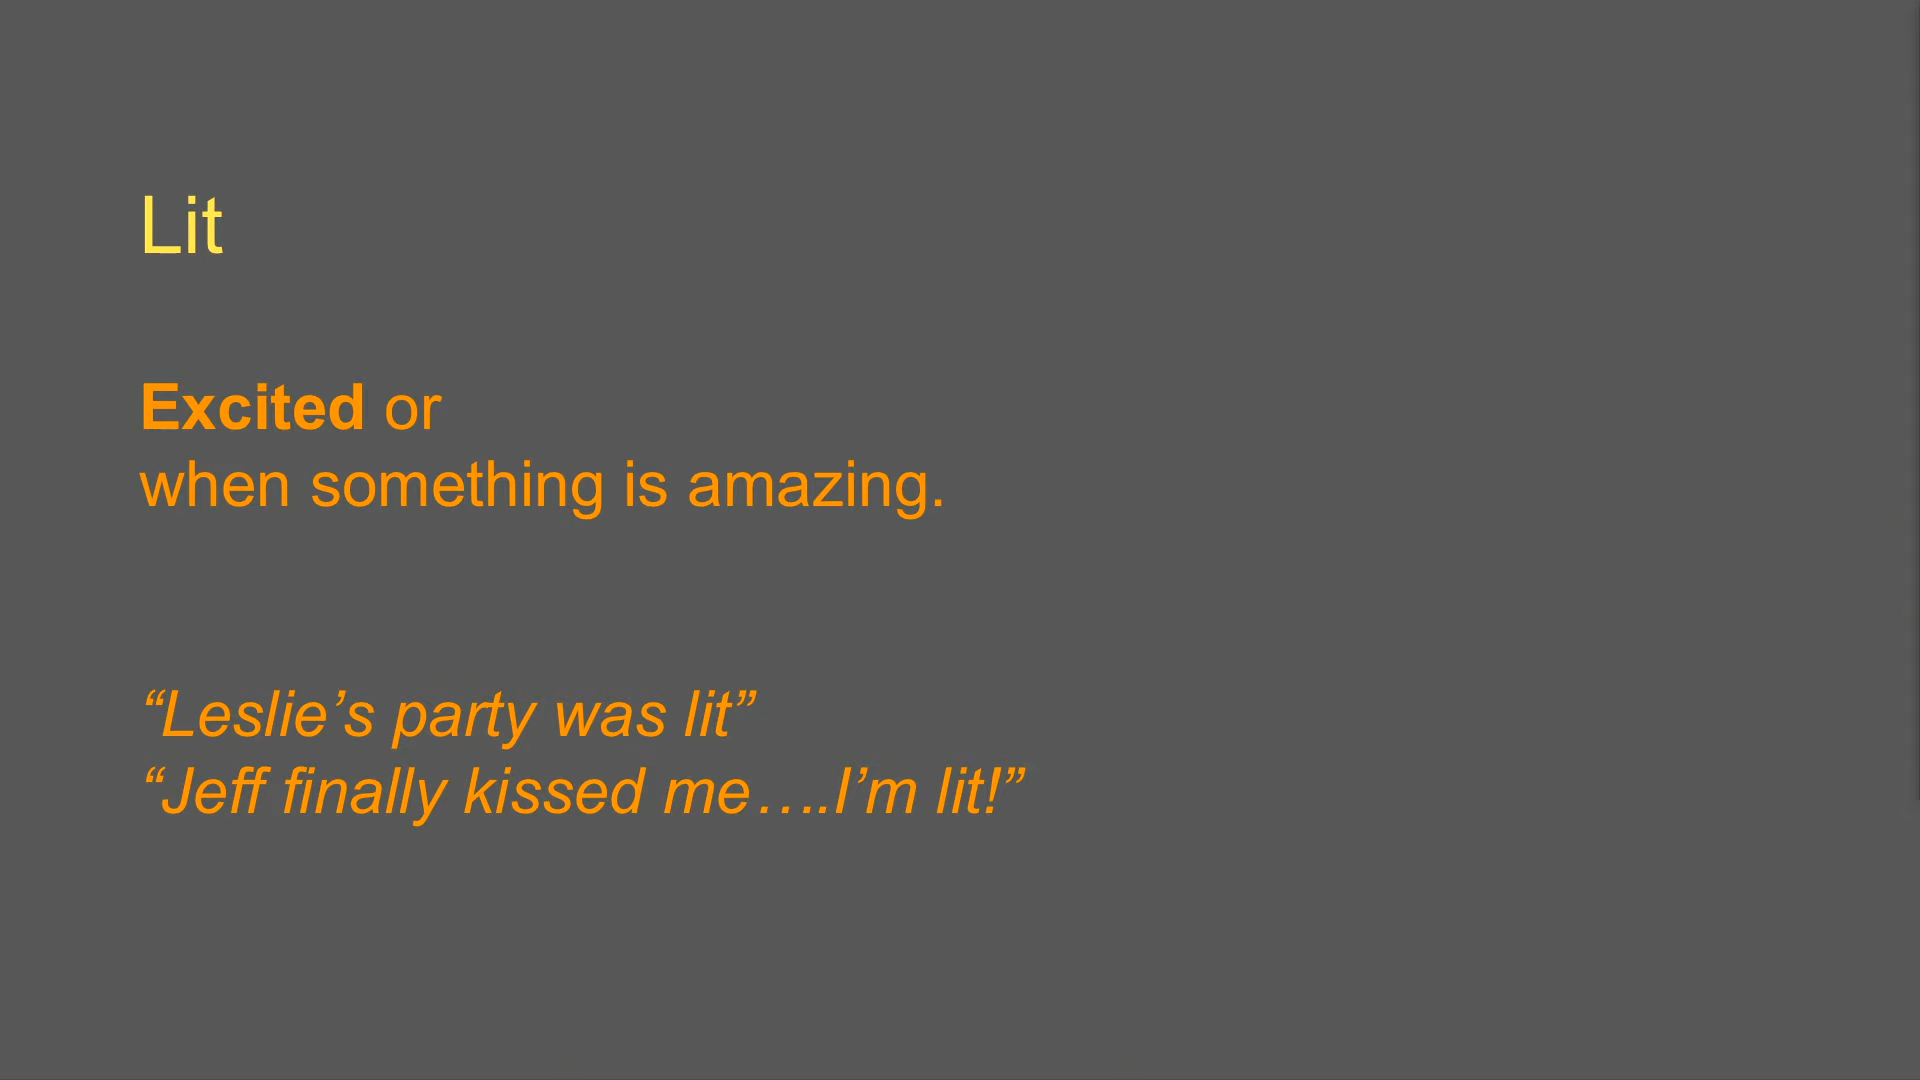 Lit
Excited or
when something is amazing.
“Leslie’s party was lit”
“Jeff finally kissed me….I’m lit!”